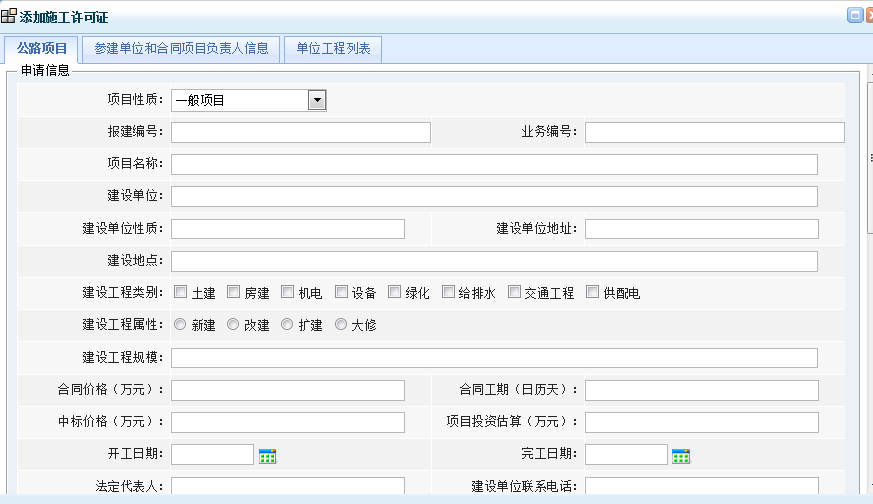 添加施工许可证
公路项目 参建单位和合同项目负责人信息 单位工程列表
申请信息
项目性质： 一般项目
报建编号： 业务编号：
项目名称：
建设单位：
建设单位性质： 建设单位地址：
建设地点：
建设工程类别： 土建 房建 机电 设备 绿化 给排水 交通工程 供配电
建设工程属性： 新建 改建 扩建 大修
建设工程规模：
合同价格（万元）： 合同工期（日历天）：
中标价格（万元）： 项目投资估算（万元）：
开工日期： 完工日期：
法定代表人： 建设单位联系电话：